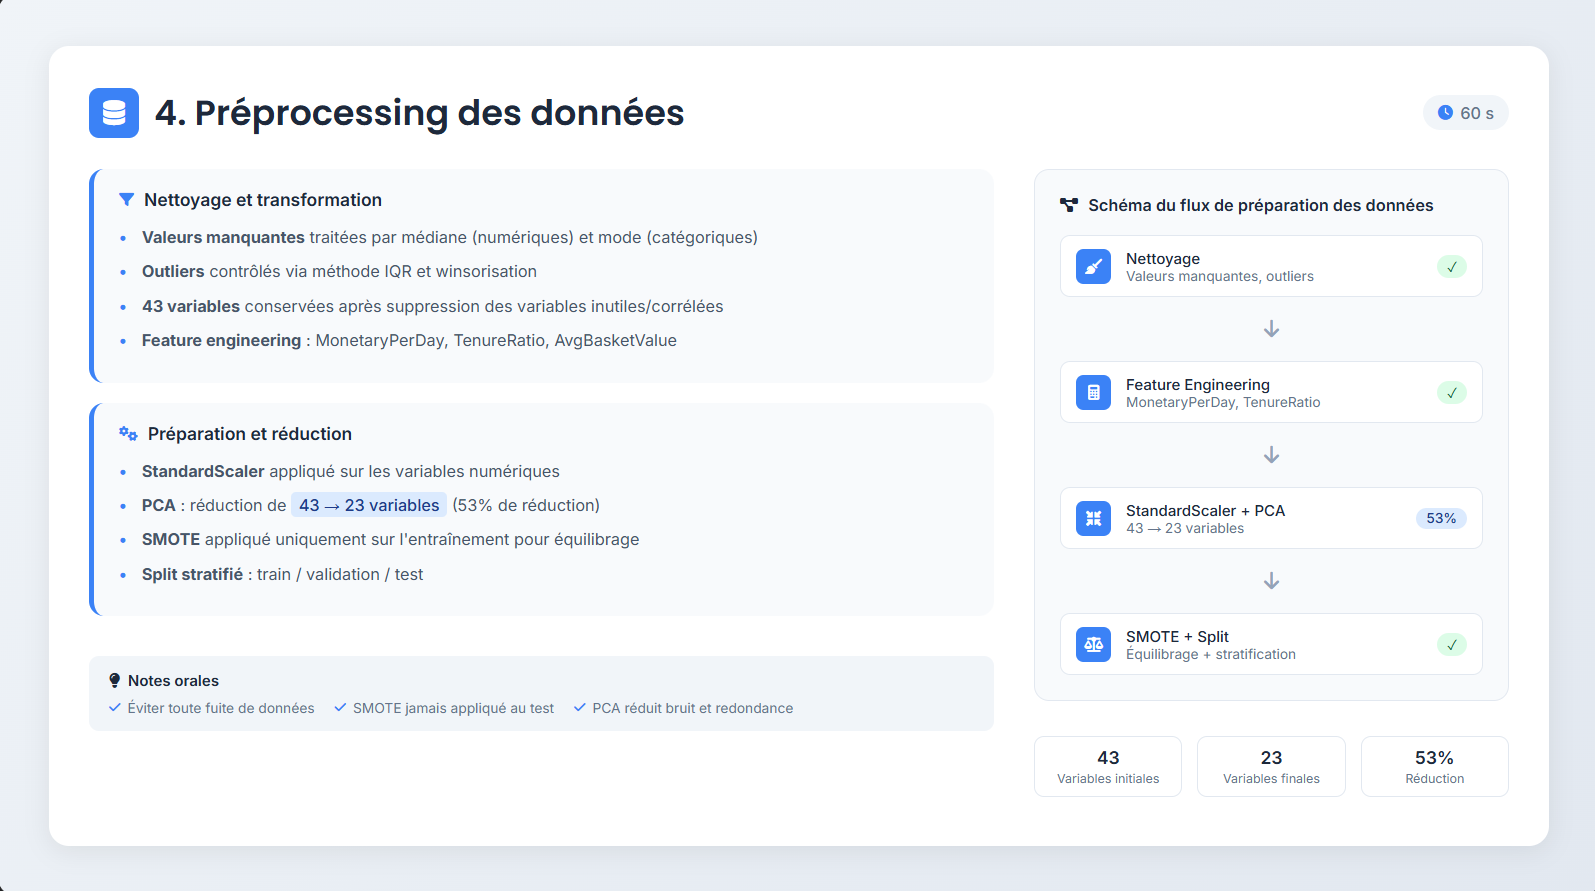 4. Préprocessing des données
60 s
Nettoyage et transformation
• Valeurs manquantes traitées par médiane (numériques) et mode (catégoriques)
• Outliers contrôlés via méthode IQR et winsorisation
• 43 variables conservées après suppression des variables inutiles/corrélées
• Feature engineering : MonetaryPerDay, TenureRatio, AvgBasketValue
Préparation et réduction
• StandardScaler appliqué sur les variables numériques
• PCA : réduction de 43 → 23 variables (53% de réduction)
• SMOTE appliqué uniquement sur l'entraînement pour équilibrage
• Split stratifié : train / validation / test
Notes orales
✓ Éviter toute fuite de données ✓ SMOTE jamais appliqué au test ✓ PCA réduit bruit et redondance
Schéma du flux de préparation des données
Nettoyage
Valeurs manquantes, outliers
✓
↓
Feature Engineering
MonetaryPerDay, TenureRatio
✓
↓
StandardScaler + PCA
43 → 23 variables
53%
↓
SMOTE + Split
Équilibrage + stratification
✓
43
Variables initiales
23
Variables finales
53%
Réduction